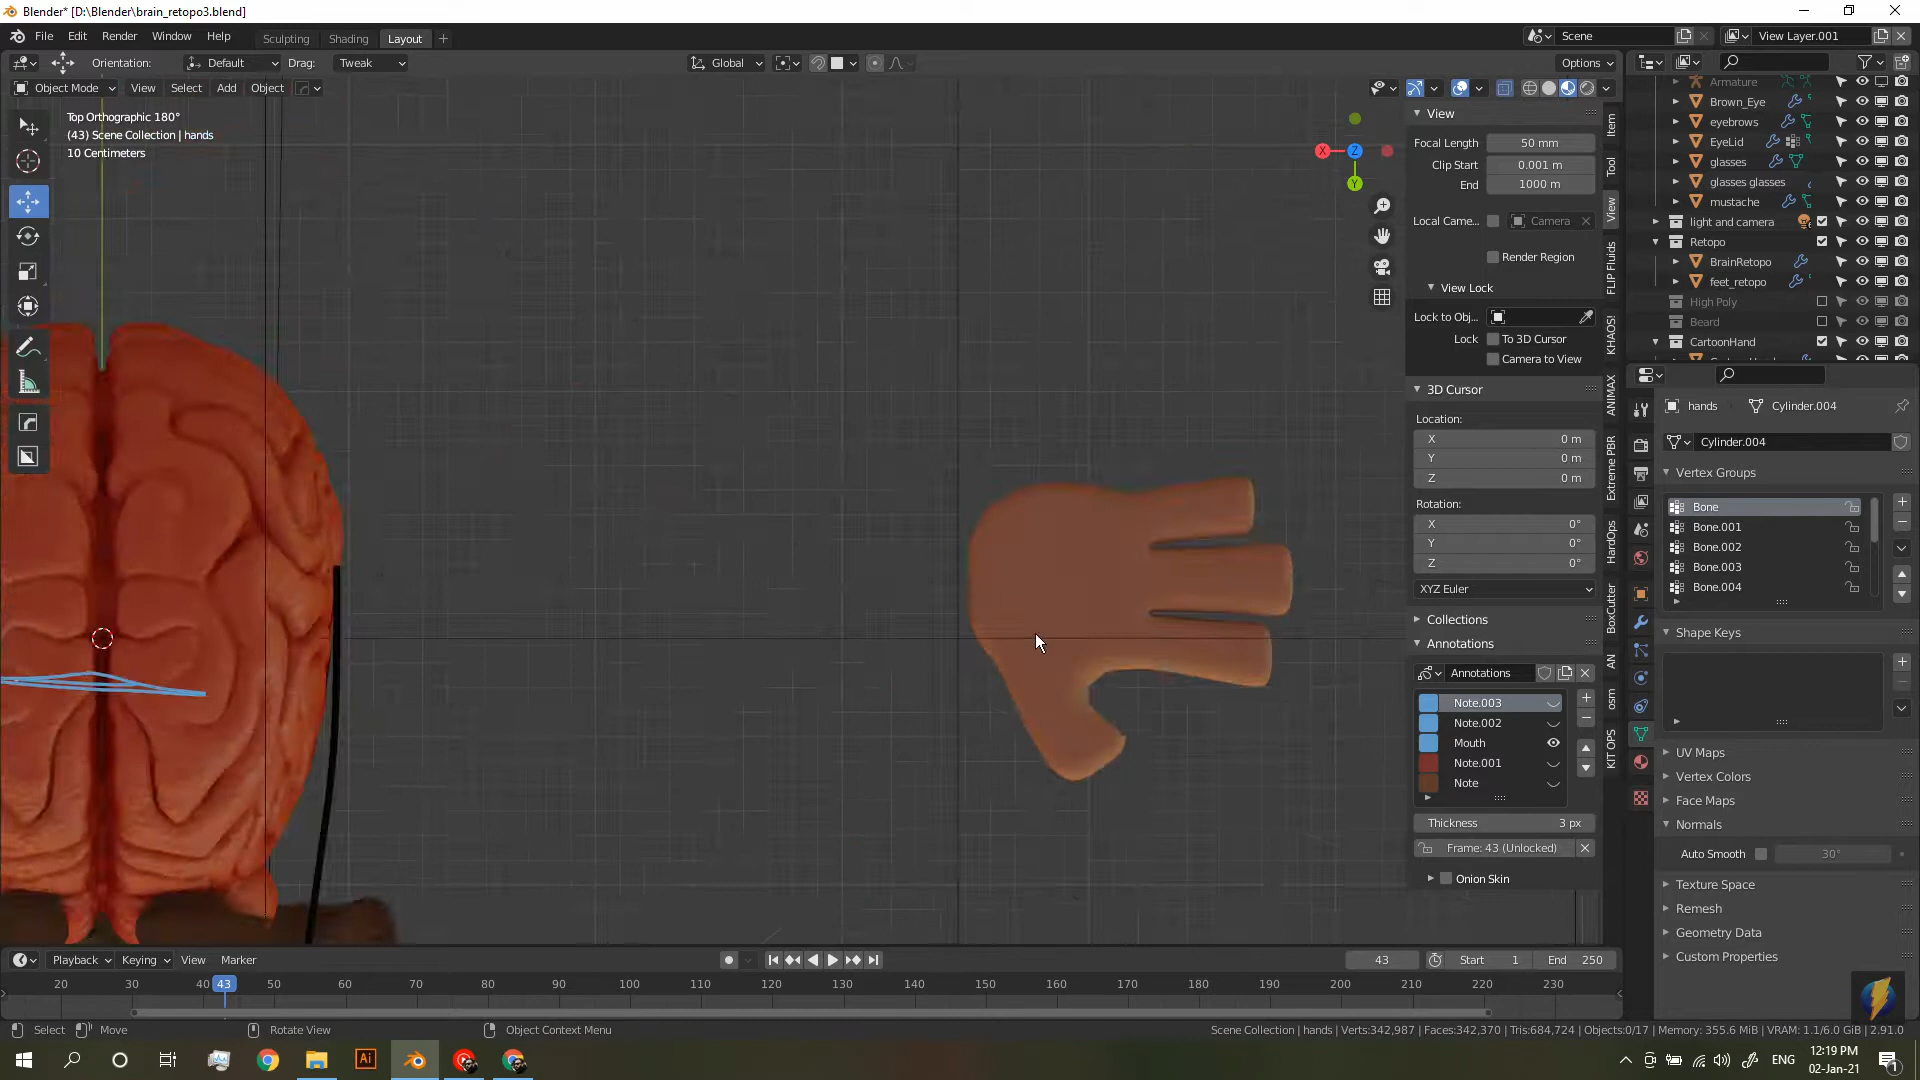 Blender* [D:\Blender\brain_retopo3.blend]
File Edit Render Window Help Sculpting Shading Layout + Scene View Layer.001
Orientation: Default Drag: Tweak Global Options
Object Mode View Select Add Object
Top Orthographic 180°
(43) Scene Collection | hands
10 Centimeters
X Z Y
View
Focal Length 50 mm
Clip Start 0.001 m
End 1000 m
Local Came... Camera
Render Region
View Lock
Lock to Obj...
Lock To 3D Cursor
Camera to View
3D Cursor
Location:
X 0 m
Y 0 m
Z 0 m
Rotation:
X 0°
Y 0°
Z 0°
XYZ Euler
Collections
Annotations
Annotations
Note.003
Note.002
Mouth
Note.001
Note
Thickness 3 px
Frame: 43 (Unlocked)
Onion Skin
Item
Tool
View
FLIP Fluids
KHAOS!
ANIMAX
Extreme PBR
HardOps
BoxCutter
AN
osm
KIT OPS
Armature
Brown_Eye
eyebrows
EyeLid
glasses
glasses glasses
mustache
light and camera
Retopo
BrainRetopo
feet_retopo
High Poly
Beard
CartoonHand
hands Cylinder.004
Cylinder.004
Vertex Groups
Bone
Bone.001
Bone.002
Bone.003
Bone.004
Shape Keys
UV Maps
Vertex Colors
Face Maps
Normals
Auto Smooth 30°
Texture Space
Remesh
Geometry Data
Custom Properties
Playback Keying View Marker 43 Start 1 End 250
20 30 40 43 50 60 70 80 90 100 110 120 130 140 150 160 170 180 190 200 210 220 230
Select Move Rotate View Object Context Menu Scene Collection | hands | Verts:342,987 | Faces:342,370 | Tris:684,724 | Objects:0/17 | Memory: 355.6 MiB | VRAM: 1.1/6.0 GiB | 2.91.0
Ai ENG 12:19 PM
02-Jan-21
1